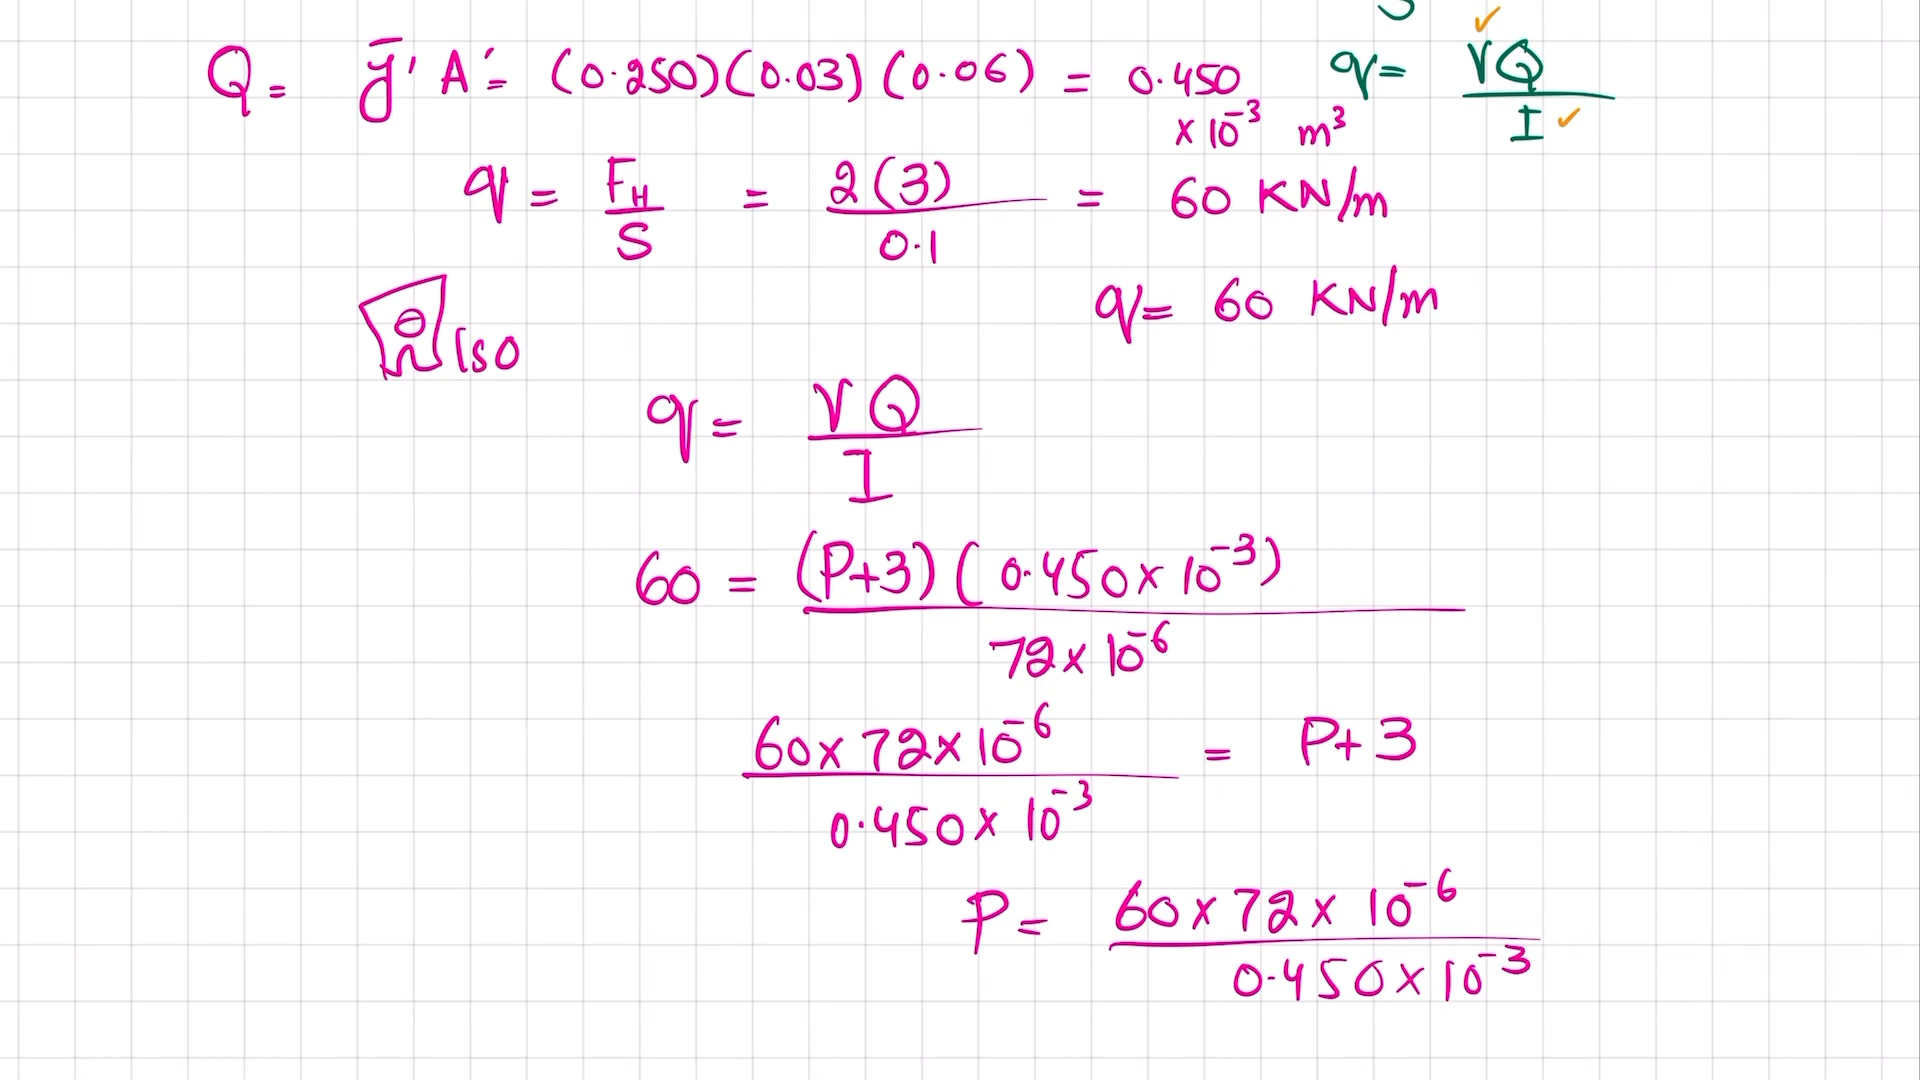 Q = ȳ' A' = (0.250)(0.03)(0.06) = 0.450 × 10⁻³ m³
q = VQ / I
q = F_H / S = 2(3) / 0.1 = 60 KN/m
q = 60 KN/m
Iso
q = VQ / I
60 = (P+3)(0.450 × 10⁻³) / 72 × 10⁻⁶
60 × 72 × 10⁻⁶ / 0.450 × 10⁻³ = P+3
P = 60 × 72 × 10⁻⁶ / 0.450 × 10⁻³